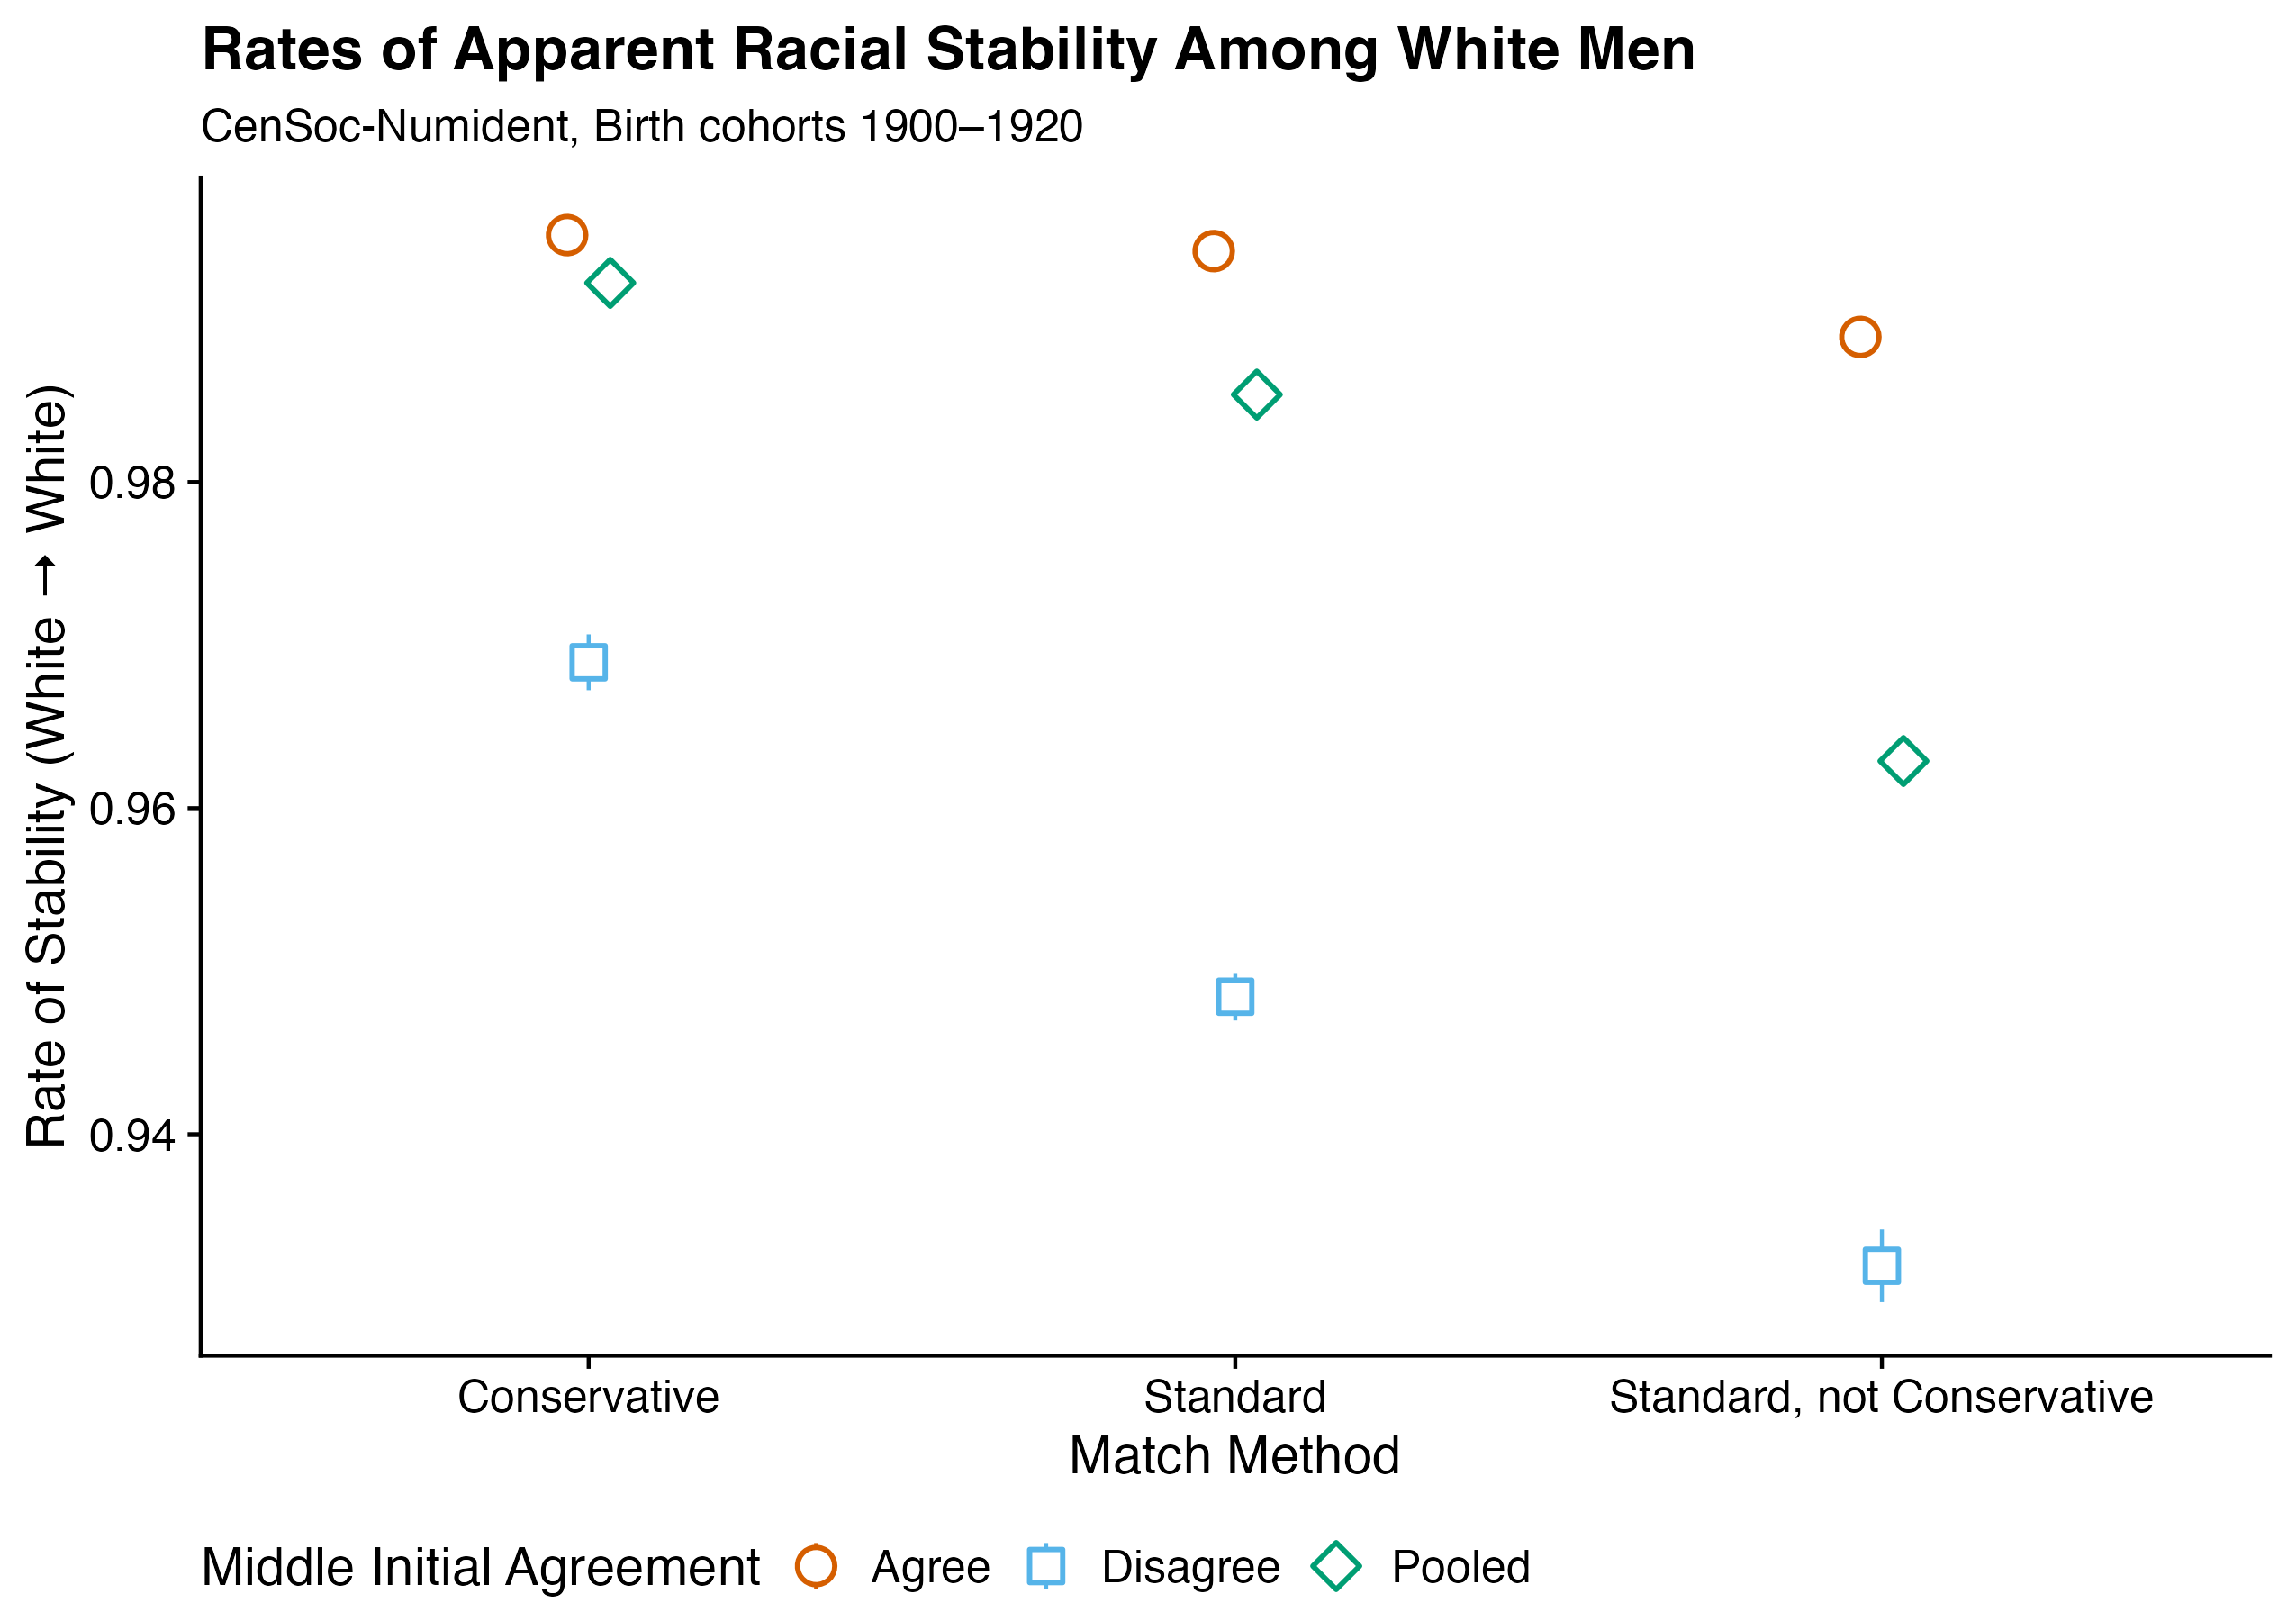 Rates of Apparent Racial Stability Among White Men
CenSoc-Numident, Birth cohorts 1900–1920
Rate of Stability (White → White)
0.98
0.96
0.94
Conservative
Standard
Standard, not Conservative
Match Method
Middle Initial Agreement
Agree
Disagree
Pooled